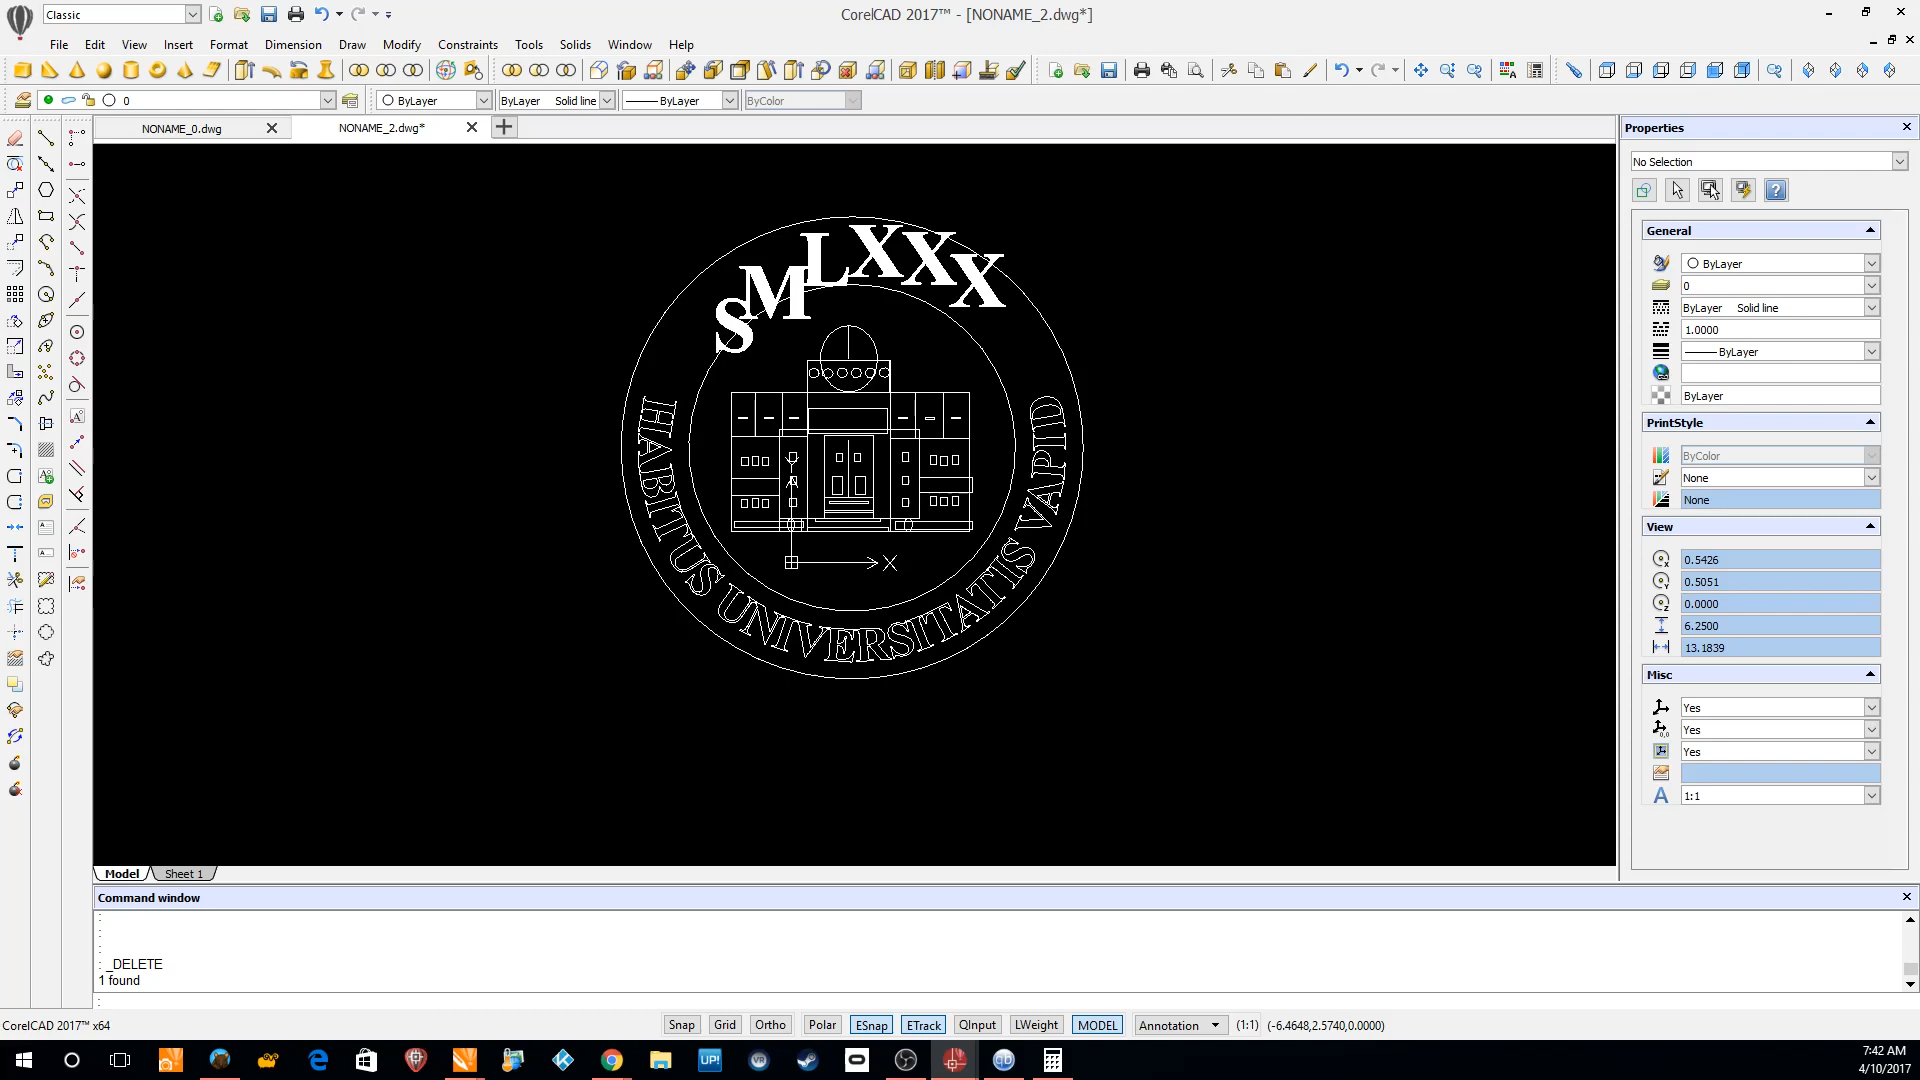 Classic
CorelCAD 2017™ - [NONAME_2.dwg*]
File Edit View Insert Format Dimension Draw Modify Constraints Tools Solids Window Help
0 ByLayer ByLayer Solid line ByLayer ByColor
NONAME_0.dwg NONAME_2.dwg*
SMLXXX
HABITUS UNIVERSITATIS VAPID
Y
X
Properties
No Selection
General
ByLayer
0
ByLayer Solid line
1.0000
ByLayer
ByLayer
PrintStyle
ByColor
None
None
View
0.5426
0.5051
0.0000
6.2500
13.1839
Misc
Yes
Yes
Yes
1:1
Model Sheet 1
Command window
:
:
:
: _DELETE
1 found
:
CorelCAD 2017™ x64 Snap Grid Ortho Polar ESnap ETrack QInput LWeight MODEL Annotation (1:1) (-6.4648,2.5740,0.0000)
UP!
VR
7:42 AM
4/10/2017